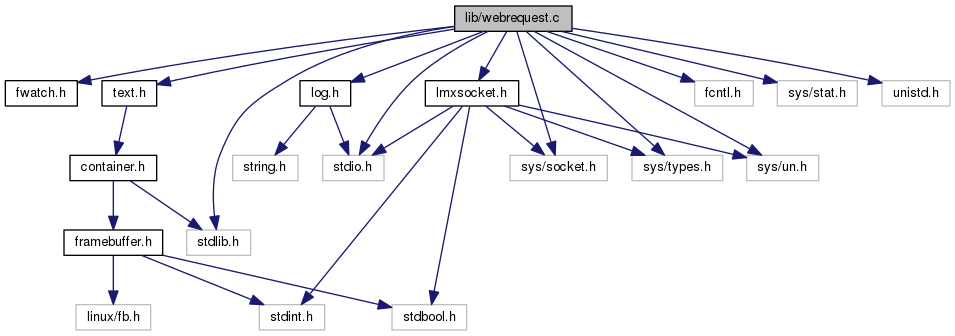 lib/webrequest.c
fwatch.h
text.h
log.h
lmxsocket.h
fcntl.h
sys/stat.h
unistd.h
container.h
string.h
stdio.h
sys/socket.h
sys/types.h
sys/un.h
framebuffer.h
stdlib.h
linux/fb.h
stdint.h
stdbool.h